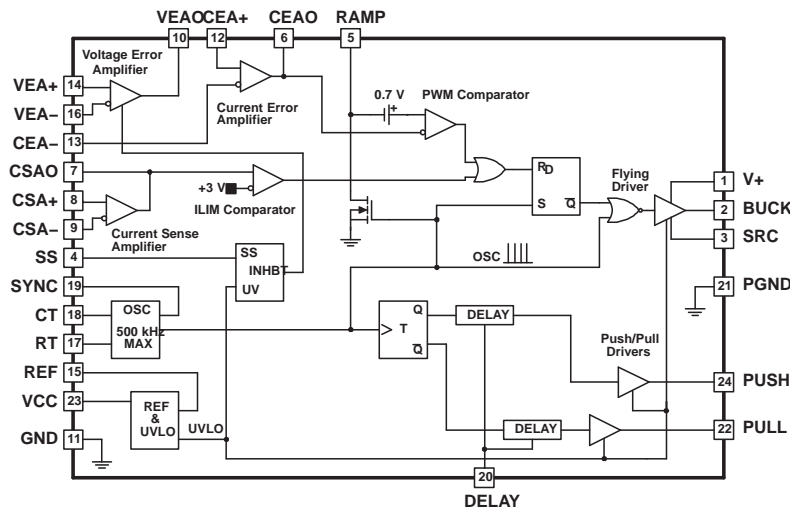 VEAO CEA+ CEAO RAMP
10 12 6 5
Voltage Error
Amplifier
VEA+ 14
VEA− 16
CEA− 13
Current Error
Amplifier
0.7 V
+
PWM Comparator
CSAO 7
CSA+ 8
CSA− 9
Current Sense
Amplifier
+3 V
ILIM Comparator
RD
S Q
Flying
Driver
1 V+
2 BUCK
3 SRC
SS 4
SS
INHBT
UV
OSC
SYNC 19
CT 18
RT 17
OSC
500 kHz
MAX
21 PGND
T
Q
Q
DELAY
Push/Pull
Drivers
REF 15
VCC 23
GND 11
REF
&
UVLO
UVLO
24 PUSH
DELAY
22 PULL
20
DELAY